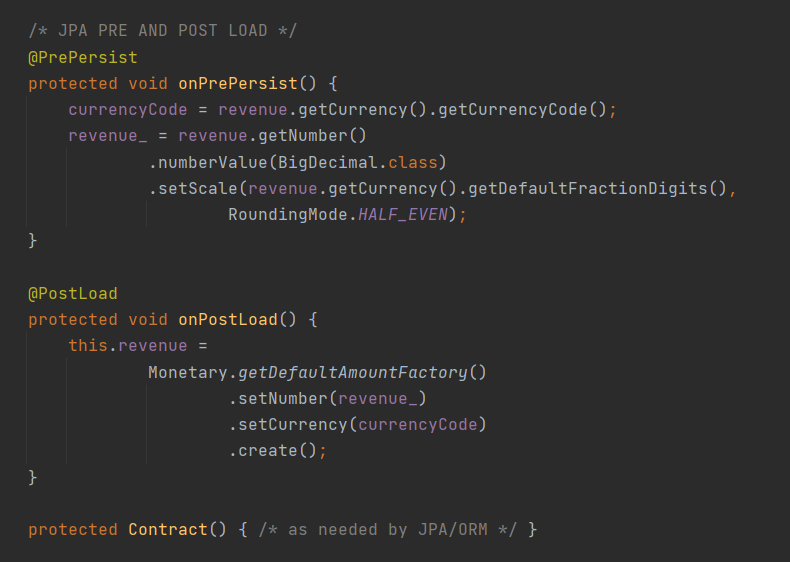 /* JPA PRE AND POST LOAD */
@PrePersist
protected void onPrePersist() {
    currencyCode = revenue.getCurrency().getCurrencyCode();
    revenue_ = revenue.getNumber()
            .numberValue(BigDecimal.class)
            .setScale(revenue.getCurrency().getDefaultFractionDigits(),
                    RoundingMode.HALF_EVEN);
}

@PostLoad
protected void onPostLoad() {
    this.revenue =
            Monetary.getDefaultAmountFactory()
                    .setNumber(revenue_)
                    .setCurrency(currencyCode)
                    .create();
}

protected Contract() { /* as needed by JPA/ORM */ }